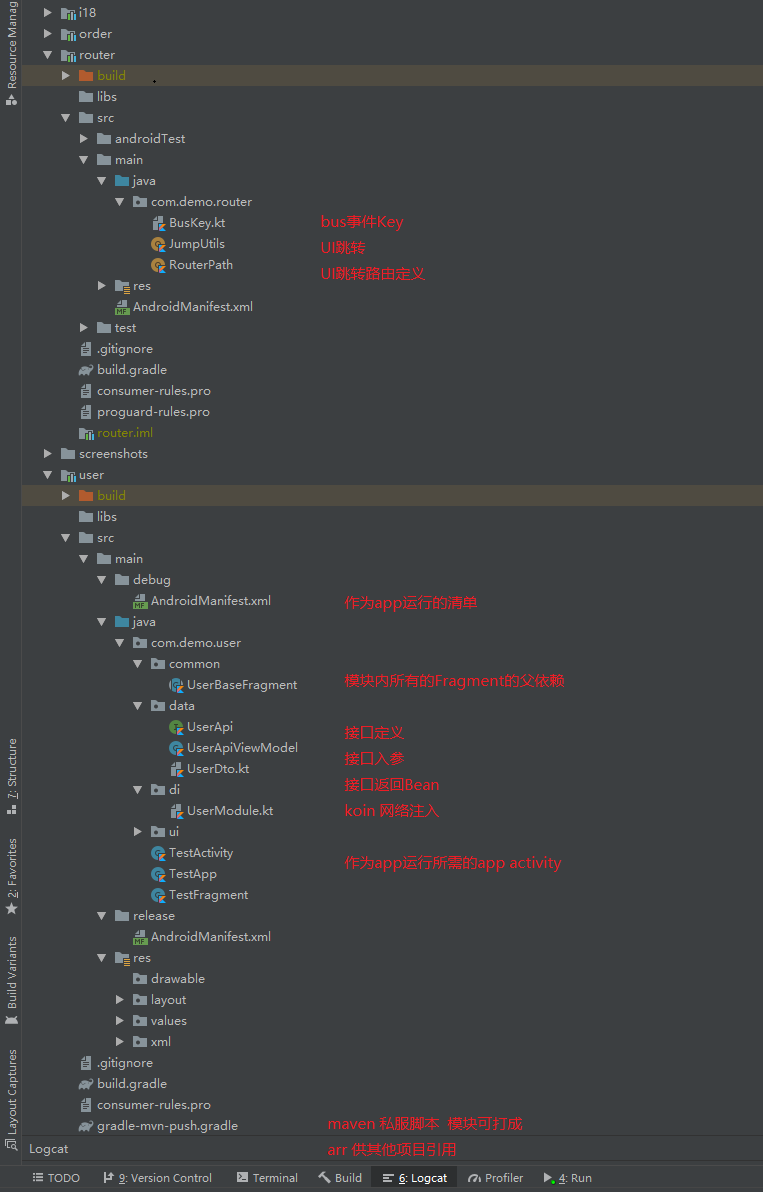 i18
order
router
build
libs
src
androidTest
main
java
com.demo.router
BusKey.kt bus事件Key
JumpUtils UI跳转
RouterPath UI跳转路由定义
res
AndroidManifest.xml
test
.gitignore
build.gradle
consumer-rules.pro
proguard-rules.pro
router.iml
screenshots
user
build
libs
src
main
debug
AndroidManifest.xml 作为app运行的清单
java
com.demo.user
common
UserBaseFragment 模块内所有的Fragment的父依赖
data
UserApi 接口定义
UserApiViewModel 接口入参
UserDto.kt 接口返回Bean
di
UserModule.kt koin 网络注入
ui
TestActivity 作为app运行所需的app activity
TestApp
TestFragment
release
AndroidManifest.xml
res
drawable
layout
values
xml
.gitignore
build.gradle
consumer-rules.pro
gradle-mvn-push.gradle maven 私服脚本 模块可打成
arr 供其他项目引用
Logcat
TODO 9: Version Control Terminal Build 6: Logcat Profiler 4: Run
Resource Manag
7: Structure
2: Favorites
Build Variants
Layout Captures